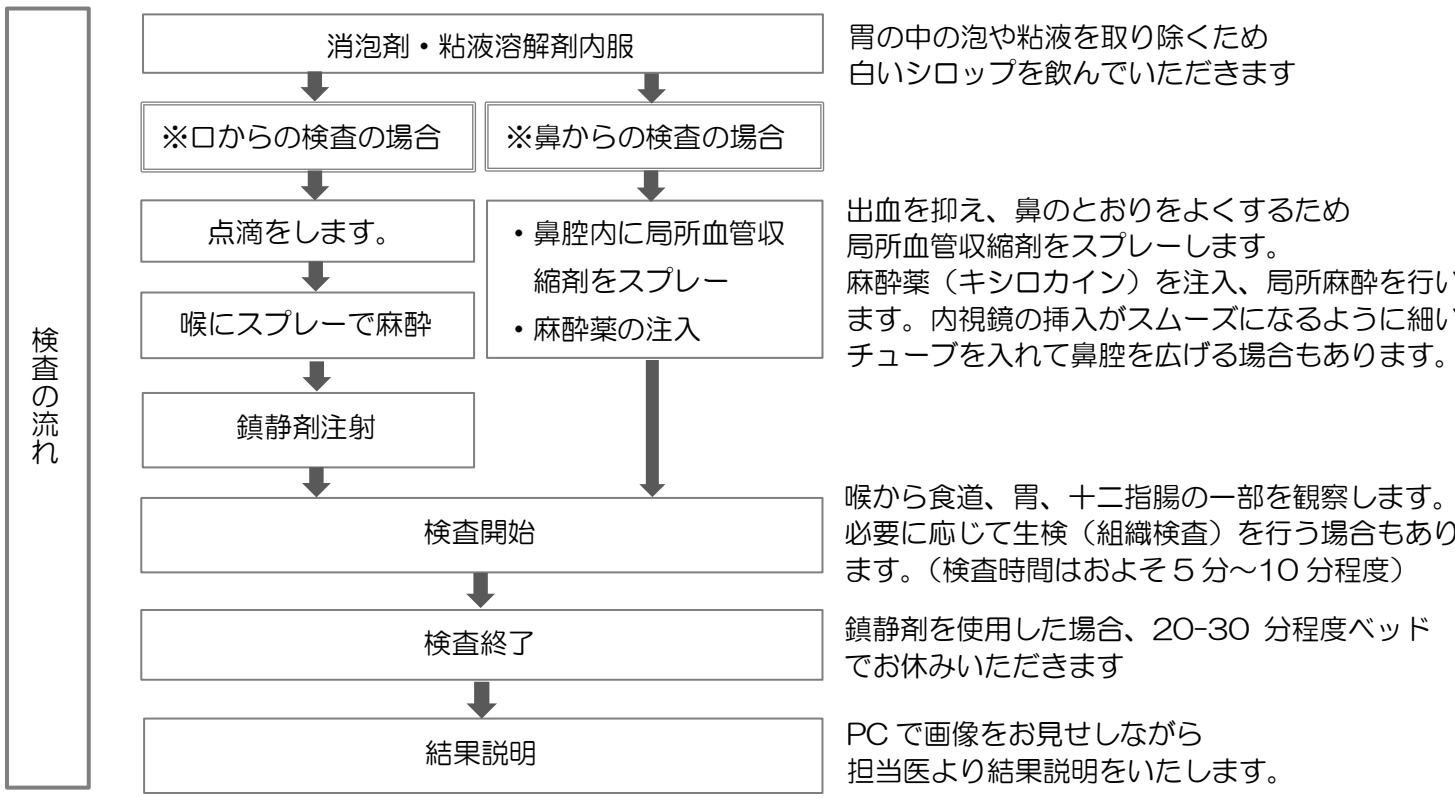 検査の流れ
消泡剤・粘液溶解剤内服
胃の中の泡や粘液を取り除くため
白いシロップを飲んでいただきます
※口からの検査の場合
※鼻からの検査の場合
点滴をします。
喉にスプレーで麻酔
鎮静剤注射
・鼻腔内に局所血管収
縮剤をスプレー
・麻酔薬の注入
出血を抑え、鼻のとおりをよくするため
局所血管収縮剤をスプレーします。
麻酔薬（キシロカイン）を注入、局所麻酔を行い
ます。内視鏡の挿入がスムーズになるように細い
チューブを入れて鼻腔を広げる場合もあります。
検査開始
喉から食道、胃、十二指腸の一部を観察します。
必要に応じて生検（組織検査）を行う場合もあり
ます。（検査時間はおよそ5分～10分程度）
検査終了
鎮静剤を使用した場合、20-30 分程度ベッド
でお休みいただきます
結果説明
PCで画像をお見せしながら
担当医より結果説明をいたします。